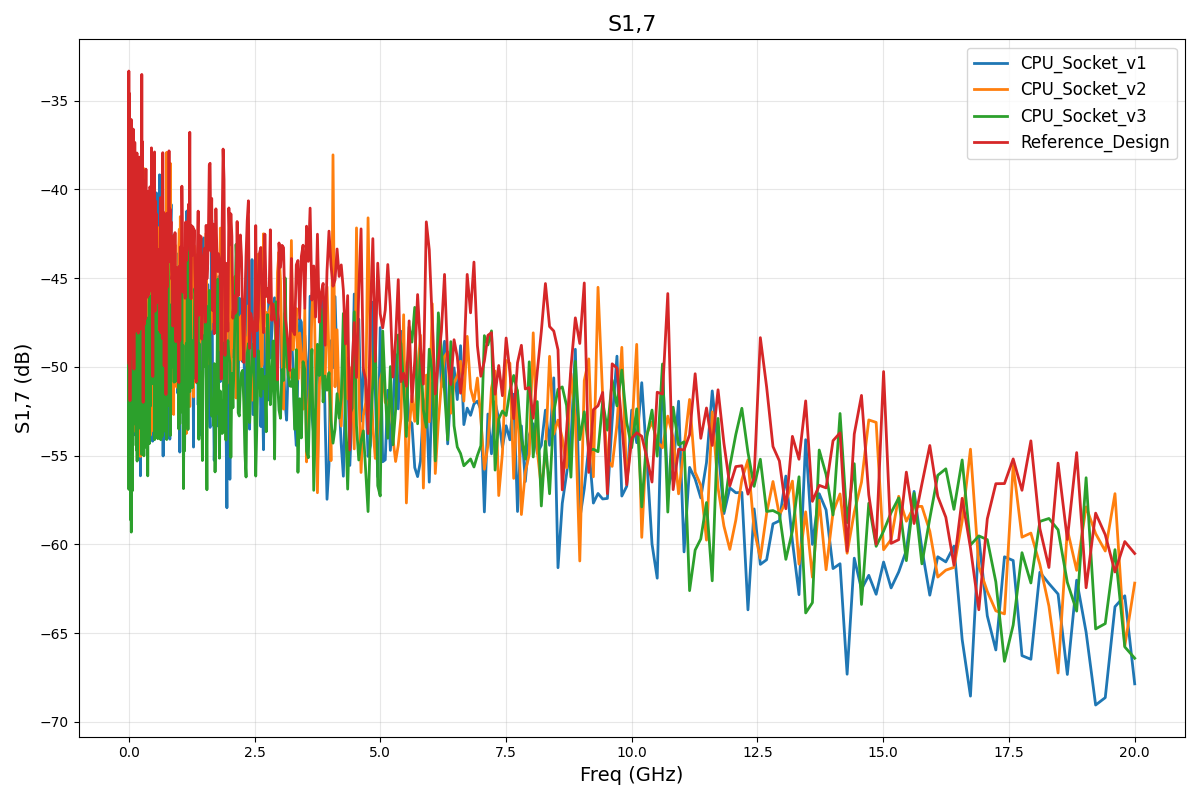 S1,7
CPU_Socket_v1
CPU_Socket_v2
CPU_Socket_v3
Reference_Design
−35
−40
−45
−50
−55
−60
−65
−70
S1,7 (dB)
0.0 2.5 5.0 7.5 10.0 12.5 15.0 17.5 20.0
Freq (GHz)